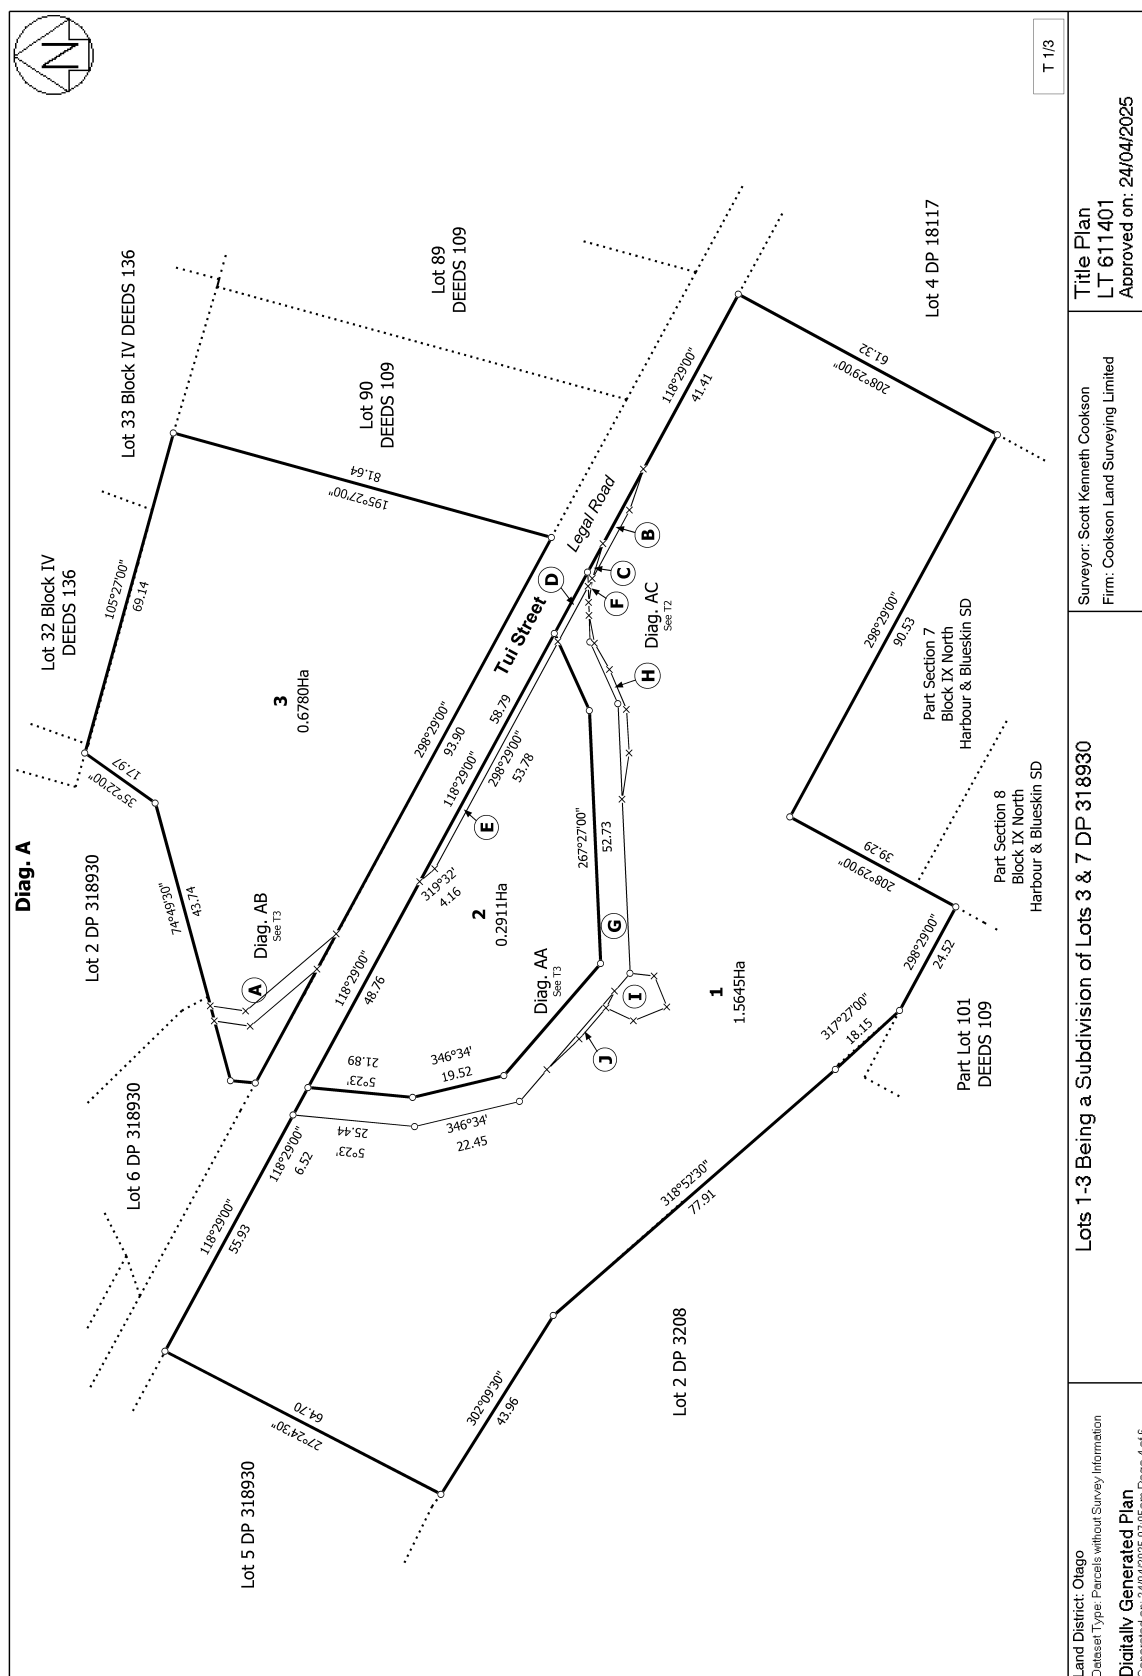 Diag. A
N
T 1/3
Lot 32 Block IV
DEEDS 136
Lot 33 Block IV DEEDS 136
Lot 2 DP 318930
35°22'00"
17.97
105°27'00"
69.14
74°49'30"
43.74
Lot 6 DP 318930
Diag. AB
See T3
A
3
0.6780Ha
195°27'00"
81.64
Lot 90
DEEDS 109
Lot 89
DEEDS 109
298°29'00"
93.90
Tui Street
Legal Road
118°29'00"
55.93
118°29'00"
6.52
118°29'00"
48.76
118°29'00"
58.79
298°29'00"
53.78
118°29'00"
41.41
319°32'
4.16
E
D
C
B
F
H
Diag. AC
See T2
2
0.2911Ha
267°27'00"
52.73
G
Diag. AA
See T3
5°23'
21.89
346°34'
19.52
5°23'
25.44
346°34'
22.45
I
J
1
1.5645Ha
Lot 5 DP 318930
27°24'30"
64.70
302°09'30"
43.96
Lot 2 DP 3208
318°52'30"
77.91
317°27'00"
18.15
Part Lot 101
DEEDS 109
298°29'00"
24.52
208°29'00"
39.29
Part Section 8
Block IX North
Harbour & Blueskin SD
Part Section 7
Block IX North
Harbour & Blueskin SD
298°29'00"
90.53
208°29'00"
61.32
Lot 4 DP 18117
Land District: Otago
Dataset Type: Parcels without Survey Information
Digitally Generated Plan
Generated on: 24/04/2025 07:05am Page 4 of 6
Lots 1-3 Being a Subdivision of Lots 3 & 7 DP 318930
Surveyor: Scott Kenneth Cookson
Firm: Cookson Land Surveying Limited
Title Plan
LT 611401
Approved on: 24/04/2025